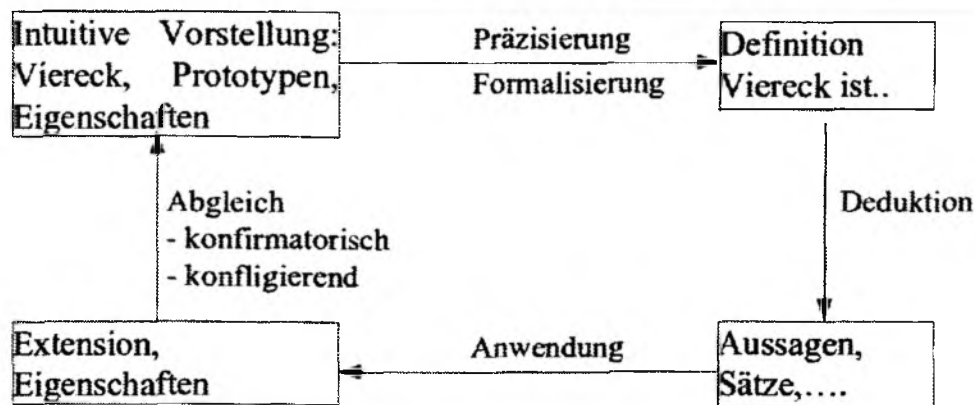 Intuitive Vorstellung:
Viereck, Prototypen,
Eigenschaften
Präzisierung
Formalisierung
Definition
Viereck ist..
Deduktion
Abgleich
- konfirmatorisch
- konfligierend
Extension,
Eigenschaften
Anwendung
Aussagen,
Sätze,....